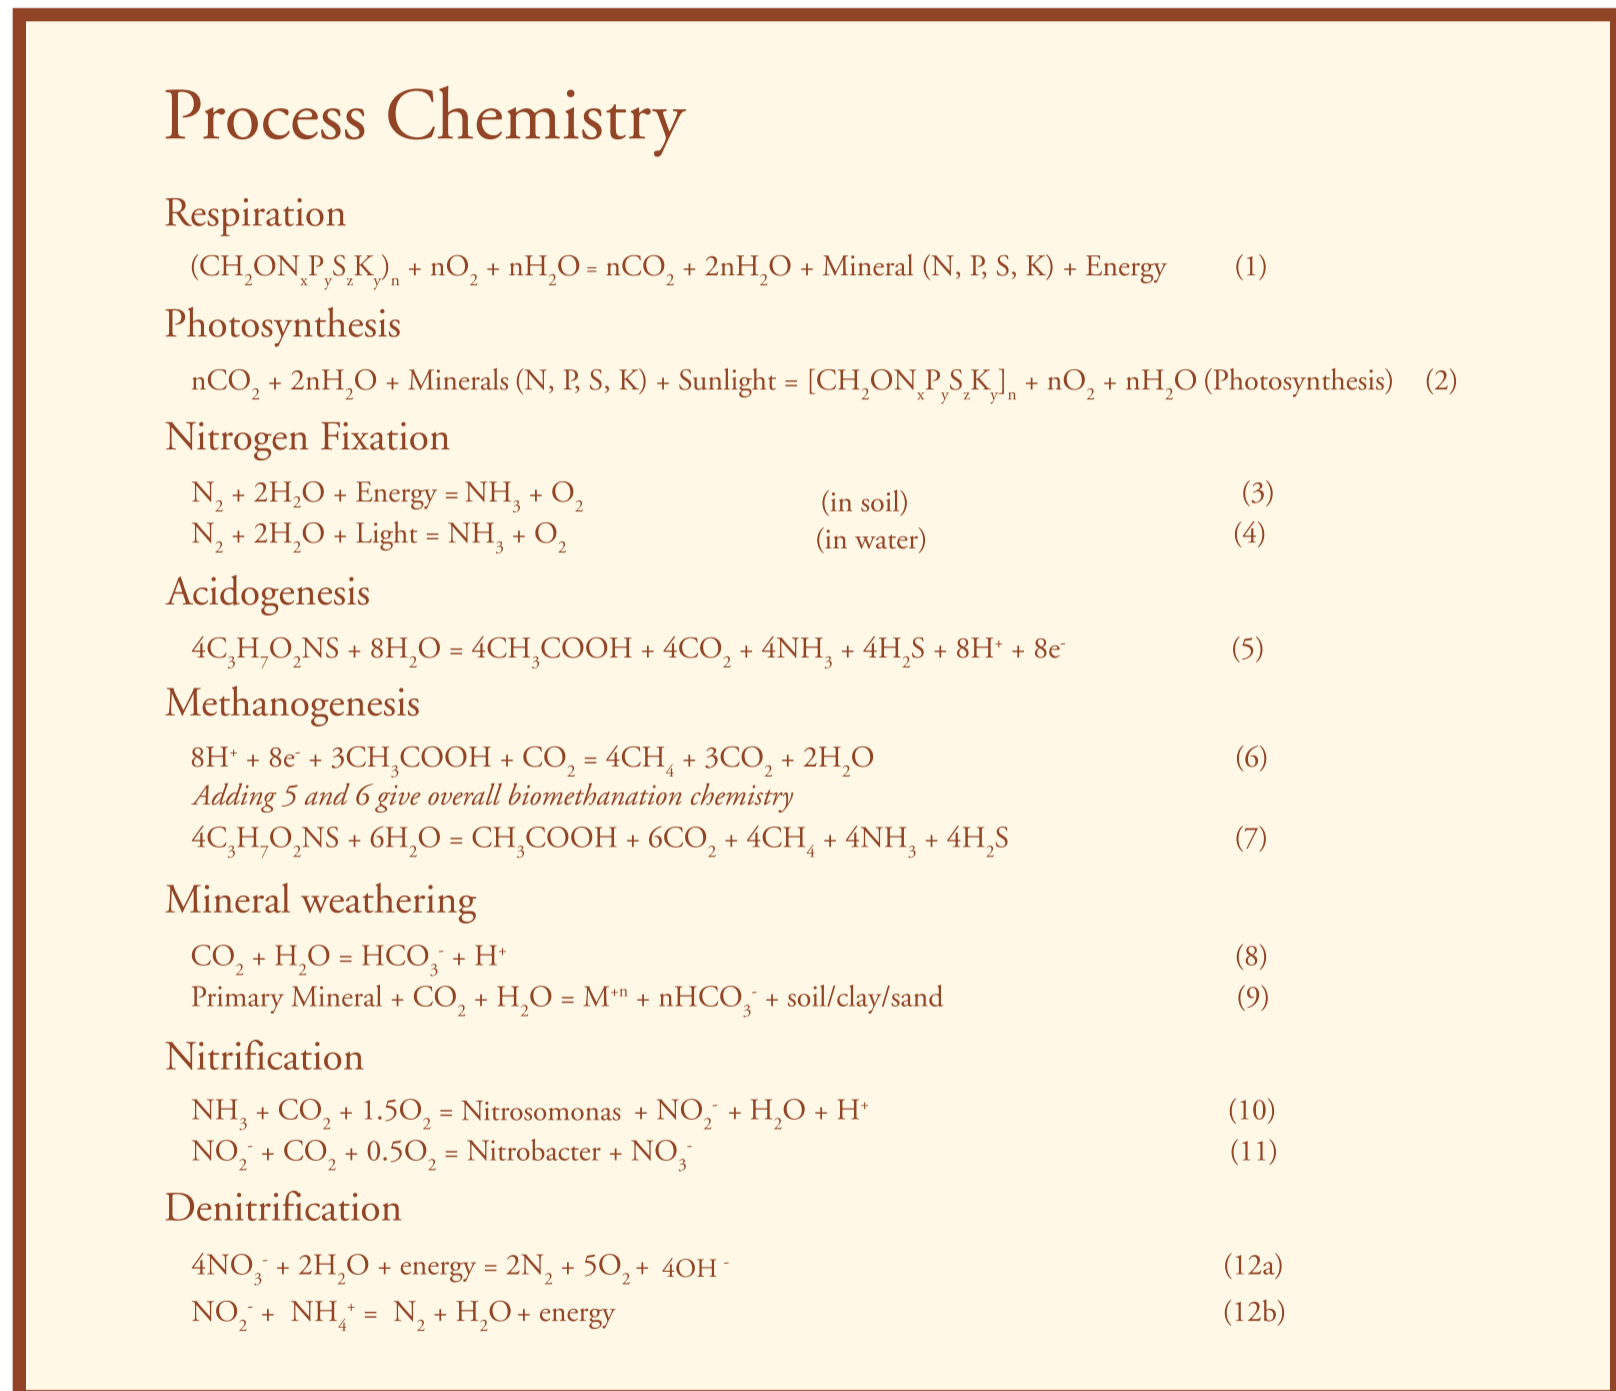 Process Chemistry
Respiration
(CH₂ONₓPᵧS₂Kᵧ)ₙ + nO₂ + nH₂O = nCO₂ + 2nH₂O + Mineral (N, P, S, K) + Energy (1)
Photosynthesis
nCO₂ + 2nH₂O + Minerals (N, P, S, K) + Sunlight = [CH₂ONₓPᵧS_zKᵧ]ₙ + nO₂ + nH₂O (Photosynthesis) (2)
Nitrogen Fixation
N₂ + 2H₂O + Energy = NH₃ + O₂ (in soil) (3)
N₂ + 2H₂O + Light = NH₃ + O₂ (in water) (4)
Acidogenesis
4C₃H₇O₂NS + 8H₂O = 4CH₃COOH + 4CO₂ + 4NH₃ + 4H₂S + 8H⁺ + 8e⁻ (5)
Methanogenesis
8H⁺ + 8e⁻ + 3CH₃COOH + CO₂ = 4CH₄ + 3CO₂ + 2H₂O (6)
Adding 5 and 6 give overall biomethanation chemistry
4C₃H₇O₂NS + 6H₂O = CH₃COOH + 6CO₂ + 4CH₄ + 4NH₃ + 4H₂S (7)
Mineral weathering
CO₂ + H₂O = HCO₃⁻ + H⁺ (8)
Primary Mineral + CO₂ + H₂O = M⁺ⁿ + nHCO₃⁻ + soil/clay/sand (9)
Nitrification
NH₃ + CO₂ + 1.5O₂ = Nitrosomonas + NO₂⁻ + H₂O + H⁺ (10)
NO₂⁻ + CO₂ + 0.5O₂ = Nitrobacter + NO₃⁻ (11)
Denitrification
4NO₃⁻ + 2H₂O + energy = 2N₂ + 5O₂ + 4OH⁻ (12a)
NO₂⁻ + NH₄⁺ = N₂ + H₂O + energy (12b)